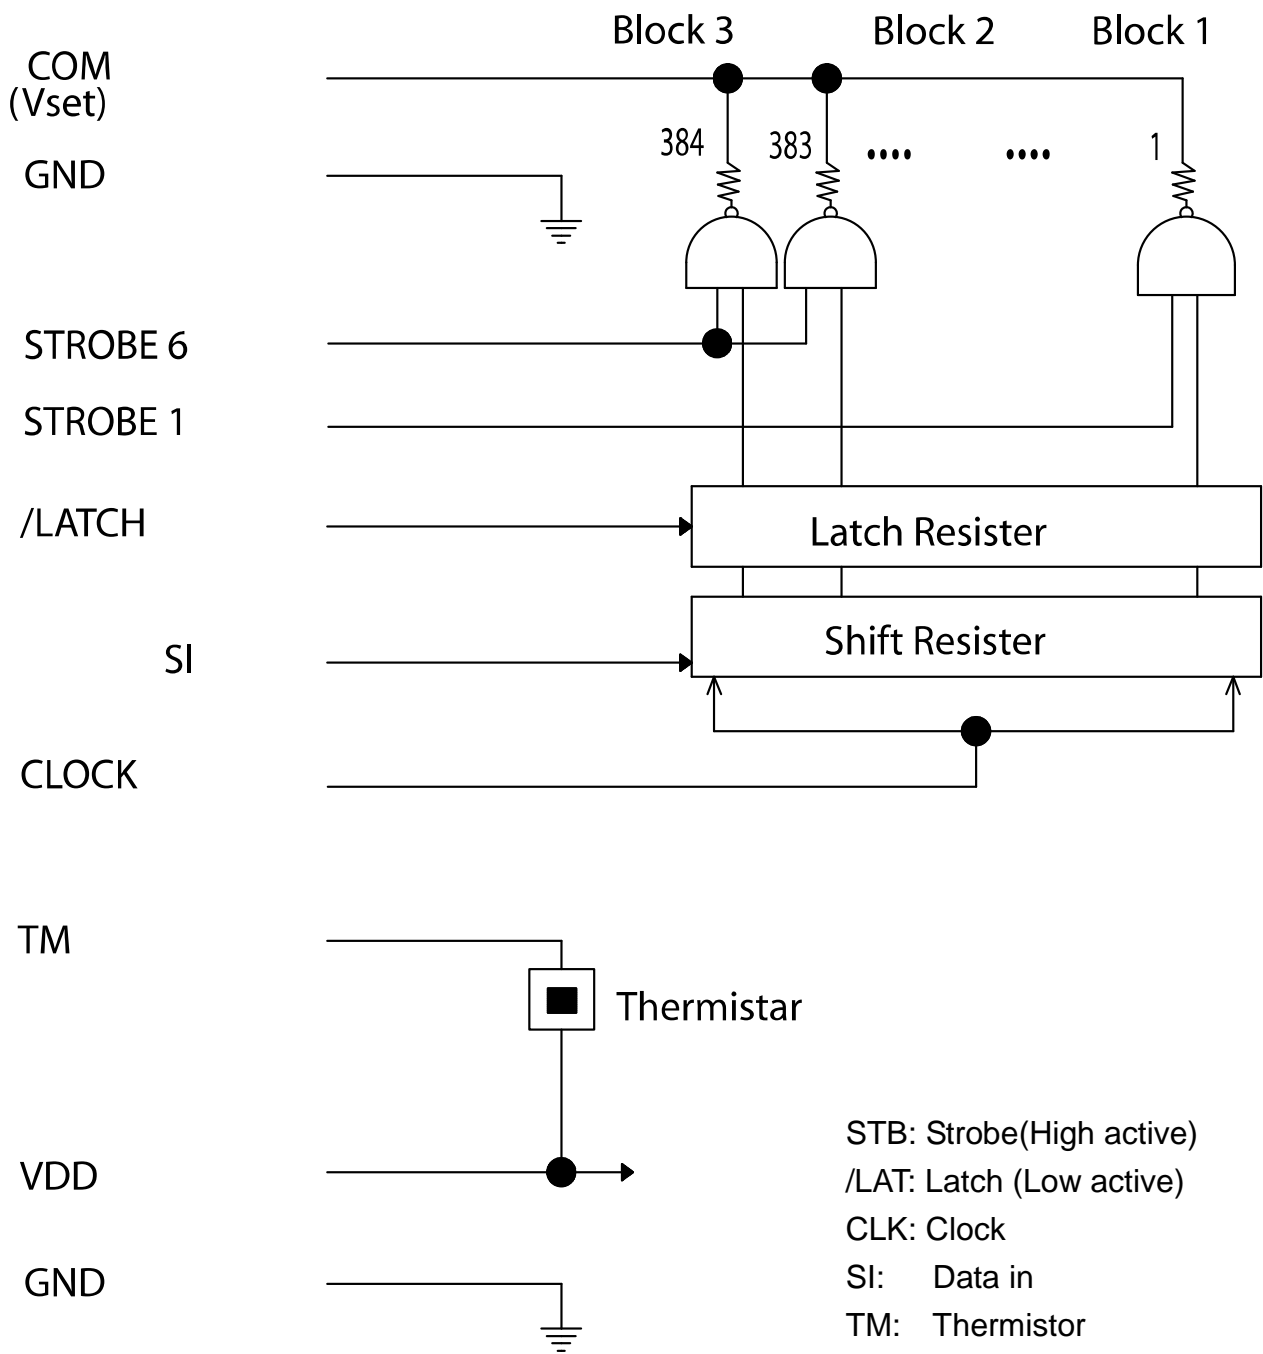 Block 3 Block 2 Block 1
COM
(Vset)
384 383 •••• •••• 1
GND
STROBE 6
STROBE 1
/LATCH
Latch Resister
Shift Resister
SI
CLOCK
TM
Thermistar
VDD
GND
STB: Strobe(High active)
/LAT: Latch (Low active)
CLK: Clock
SI: Data in
TM: Thermistor